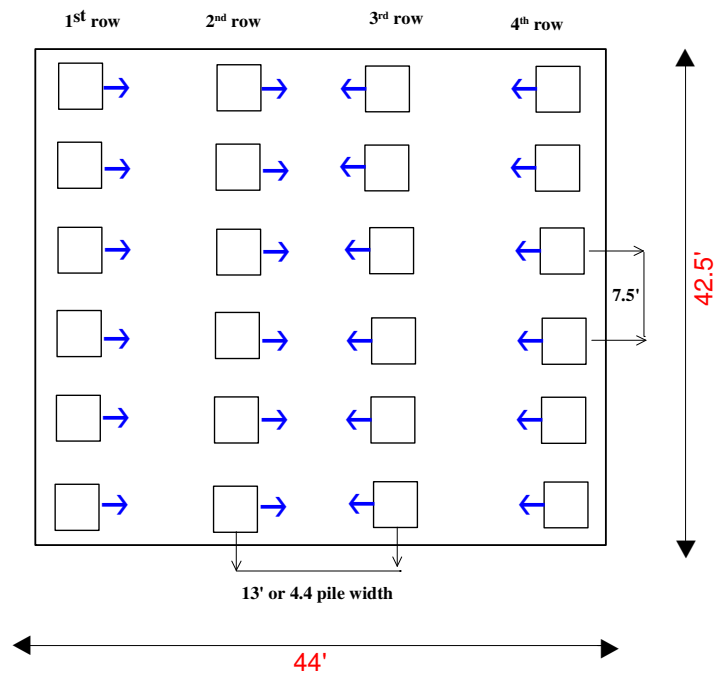 1st row
2nd row
3rd row
4th row
7.5'
42.5'
13' or 4.4 pile width
44'